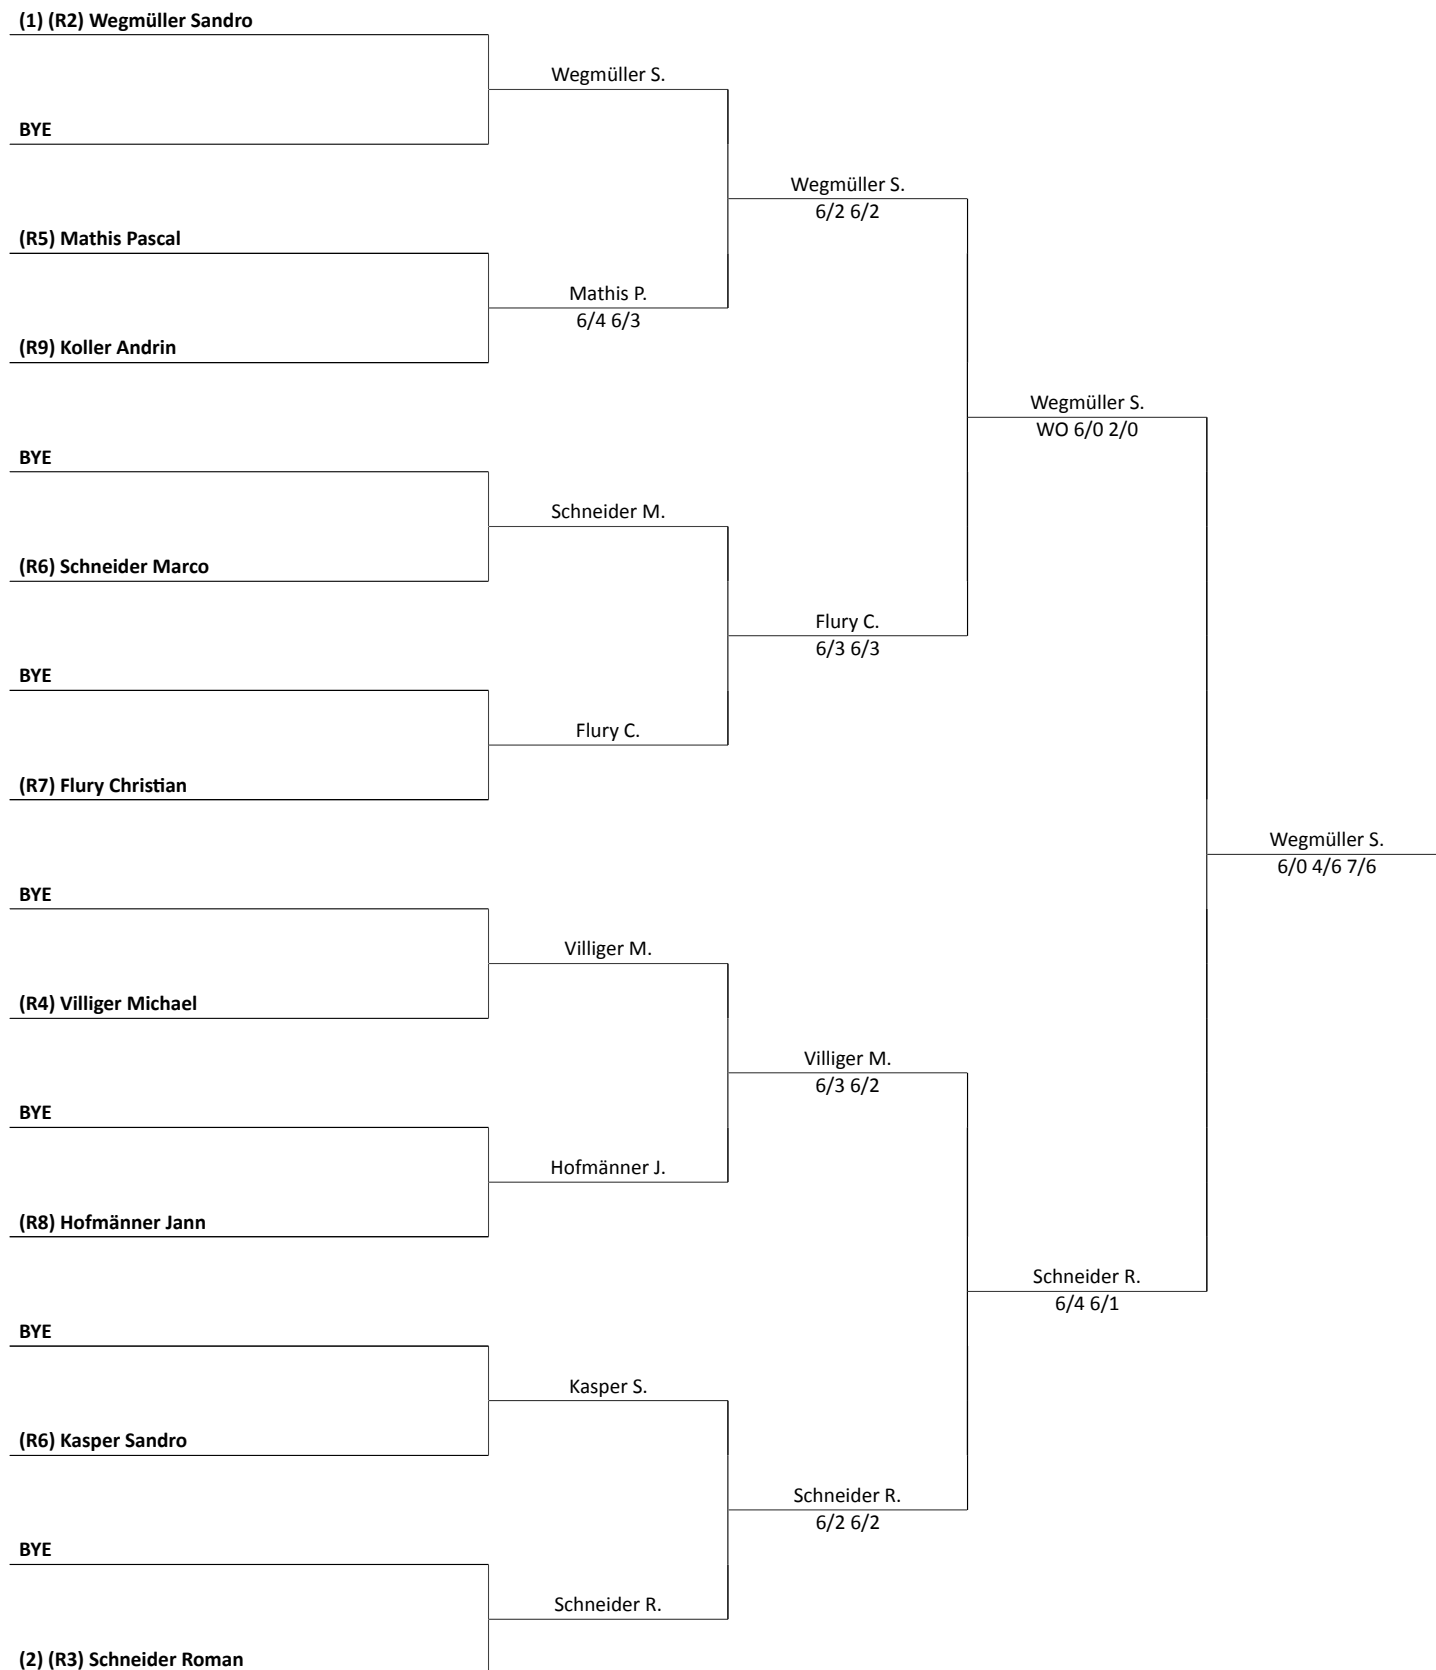 (1) (R2) Wegmüller Sandro
Wegmüller S.
BYE
Wegmüller S.
6/2 6/2
(R5) Mathis Pascal
Mathis P.
6/4 6/3
(R9) Koller Andrin
Wegmüller S.
WO 6/0 2/0
BYE
Schneider M.
(R6) Schneider Marco
Flury C.
6/3 6/3
BYE
Flury C.
(R7) Flury Christian
Wegmüller S.
6/0 4/6 7/6
BYE
Villiger M.
(R4) Villiger Michael
Villiger M.
6/3 6/2
BYE
Hofmänner J.
(R8) Hofmänner Jann
Schneider R.
6/4 6/1
BYE
Kasper S.
(R6) Kasper Sandro
Schneider R.
6/2 6/2
BYE
Schneider R.
(2) (R3) Schneider Roman